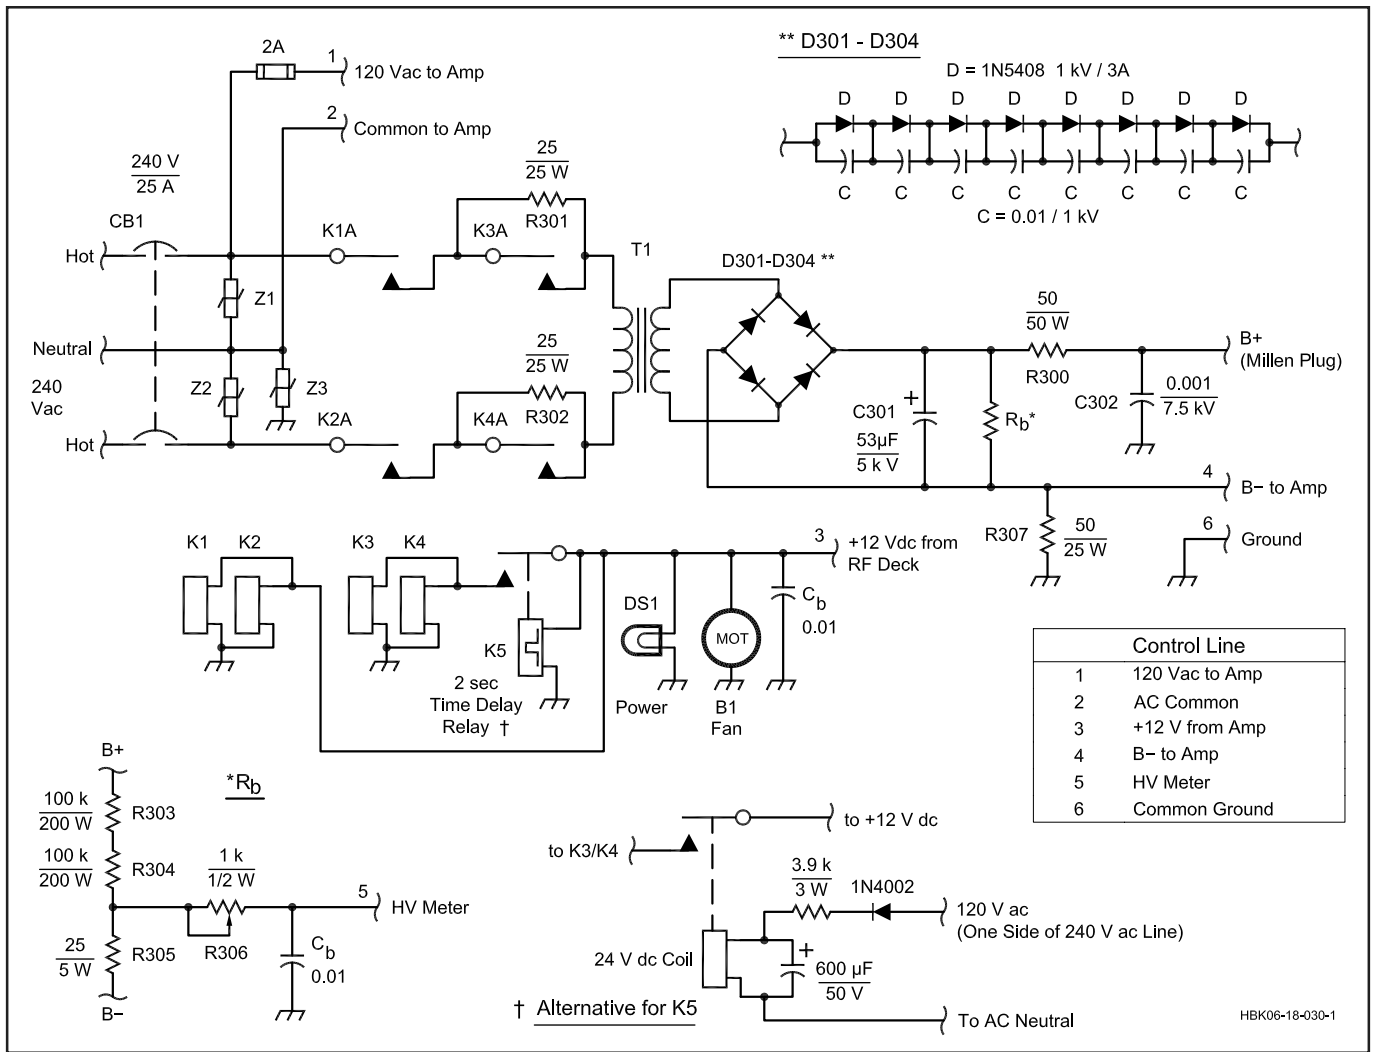 2A
1
120 Vac to Amp
2
Common to Amp
240 V
25 A
CB1
Hot
K1A
K3A
25
25 W
R301
T1
Z1
Neutral
240
Vac
Z2
Z3
25
25 W
R302
Hot
K2A
K4A
** D301 - D304
D = 1N5408 1 kV / 3A
D D D D D D D D
C C C C C C C C
C = 0.01 / 1 kV
D301-D304 **
50
50 W
R300
B+
(Millen Plug)
C301
+
53µF
5 k V
Rb*
C302
0.001
7.5 kV
4
B− to Amp
R307
50
25 W
6
Ground
K1 K2
K3 K4
3
+12 Vdc from
RF Deck
K5
2 sec
Time Delay
Relay †
DS1
Power
MOT
B1
Fan
Cb
0.01
Control Line
1 120 Vac to Amp
2 AC Common
3 +12 V from Amp
4 B− to Amp
5 HV Meter
6 Common Ground
B+
*Rb
100 k
200 W
R303
100 k
200 W
R304
1 k
1/2 W
R306
5
HV Meter
25
5 W
R305
Cb
0.01
B−
to +12 V dc
to K3/K4
3.9 k
3 W
1N4002
120 V ac
(One Side of 240 V ac Line)
24 V dc Coil
+
600 µF
50 V
† Alternative for K5
To AC Neutral
HBK06-18-030-1